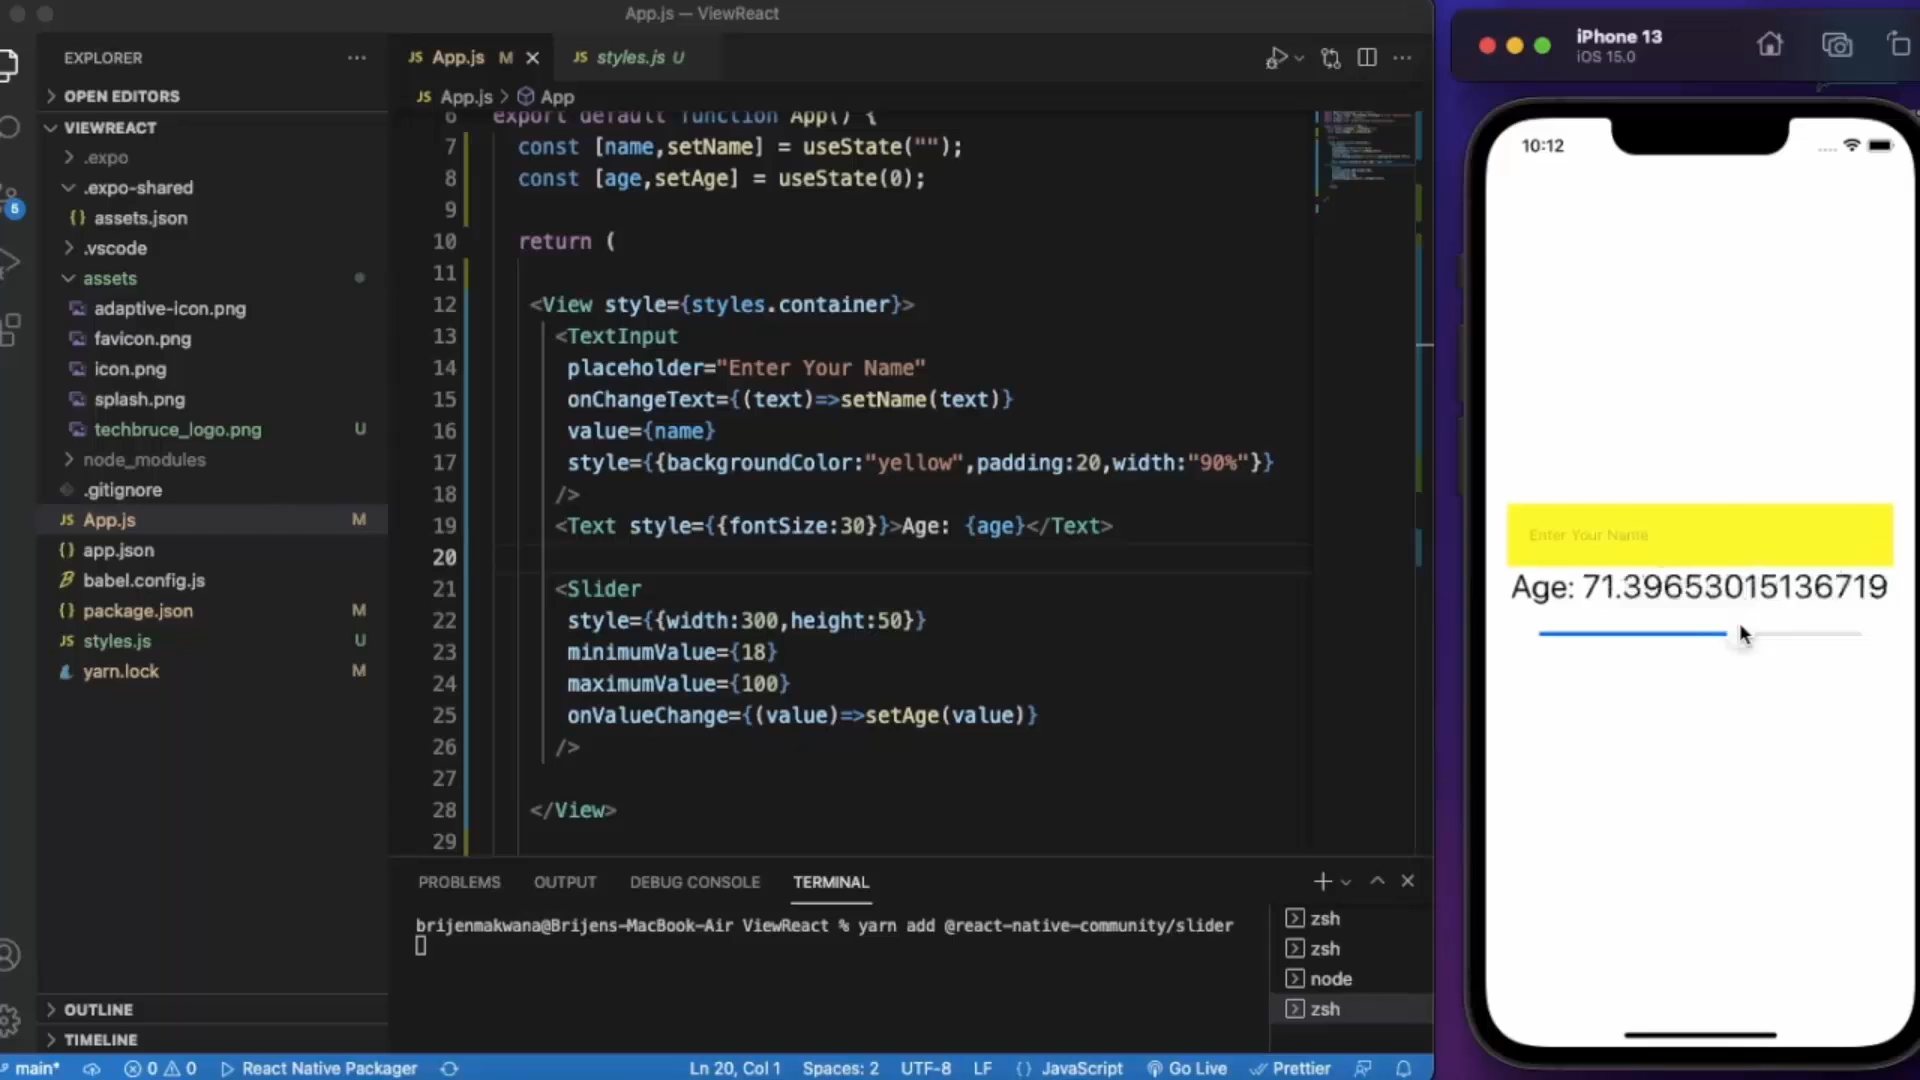 App.js — ViewReact
EXPLORER
OPEN EDITORS
VIEWREACT
.expo
.expo-shared
{} assets.json
.vscode
assets
adaptive-icon.png
favicon.png
icon.png
splash.png
techbruce_logo.png U
node_modules
.gitignore
JS App.js M
{} app.json
babel.config.js
{} package.json M
JS styles.js U
yarn.lock M
OUTLINE
TIMELINE
5
JS App.js M
JS styles.js U
JS App.js > App
6 export default function App() {
7 const [name,setName] = useState("");
8 const [age,setAge] = useState(0);
9
10 return (
11
12 <View style={styles.container}>
13 <TextInput
14 placeholder="Enter Your Name"
15 onChangeText={(text)=>setName(text)}
16 value={name}
17 style={{backgroundColor:"yellow",padding:20,width:"90%"}}
18 />
19 <Text style={{fontSize:30}}>Age: {age}</Text>
20
21 <Slider
22 style={{width:300,height:50}}
23 minimumValue={18}
24 maximumValue={100}
25 onValueChange={(value)=>setAge(value)}
26 />
27
28 </View>
29
PROBLEMS OUTPUT DEBUG CONSOLE TERMINAL
brijenmakwana@Brijens-MacBook-Air ViewReact % yarn add @react-native-community/slider
zsh
zsh
node
zsh
main* 0 0 React Native Packager Ln 20, Col 1 Spaces: 2 UTF-8 LF {} JavaScript Go Live Prettier
iPhone 13
iOS 15.0
10:12
Enter Your Name
Age: 71.39653015136719